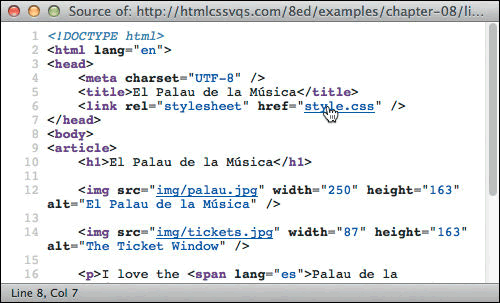 Source of: http://htmlcssvqs.com/8ed/examples/chapter-08/li...
1 <!DOCTYPE html>
2 <html lang="en">
3 <head>
4 <meta charset="UTF-8" />
5 <title>El Palau de la Música</title>
6 <link rel="stylesheet" href="style.css" />
7 </head>
8 <body>
9 <article>
10 <h1>El Palau de la Música</h1>
11
12 <img src="img/palau.jpg" width="250" height="163"
alt="El Palau de la Música" />
13
14 <img src="img/tickets.jpg" width="87" height="163"
alt="The Ticket Window" />
15
16 <p>I love the <span lang="es">Palau de la
Line 8, Col 7